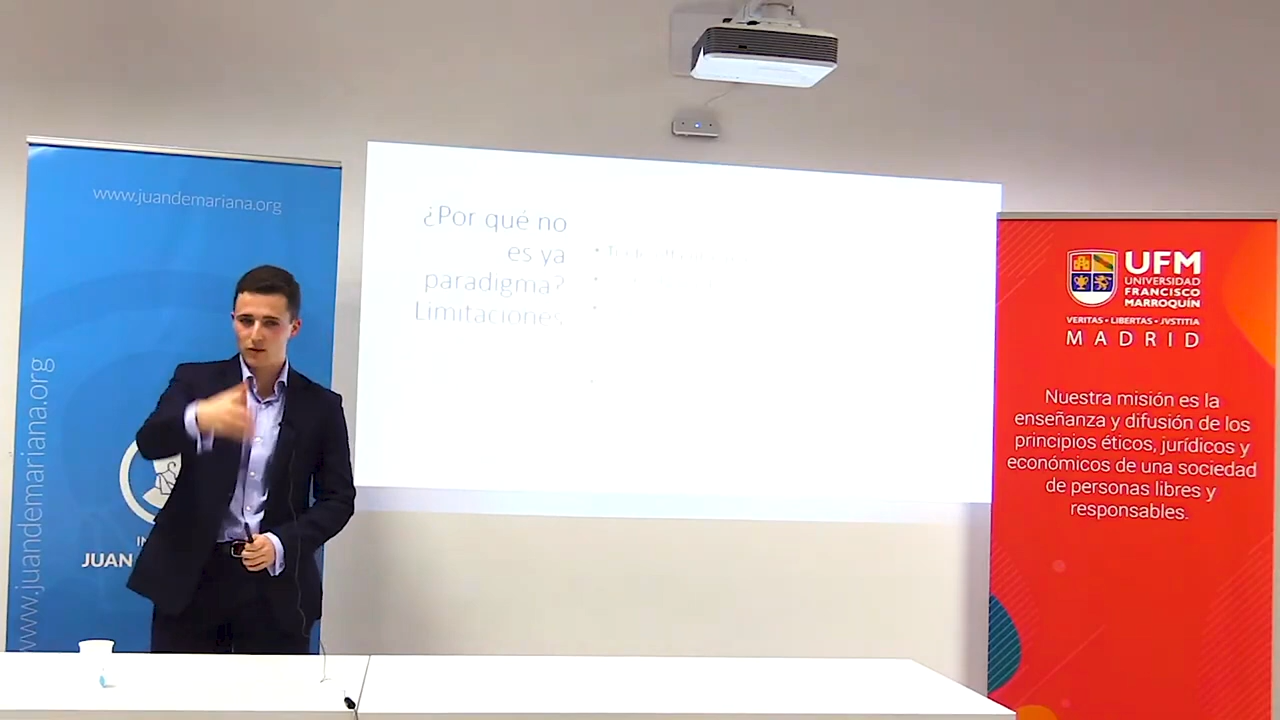 www.juandemariana.org
www.juandemariana.org
JUAN
¿Por qué no
es ya
paradigma?
Limitaciones
UFM
UNIVERSIDAD
FRANCISCO
MARROQUÍN
VERITAS • LIBERTAS • JVSTITIA
MADRID
Nuestra misión es la
enseñanza y difusión de los
principios éticos, jurídicos y
económicos de una sociedad
de personas libres y
responsables.